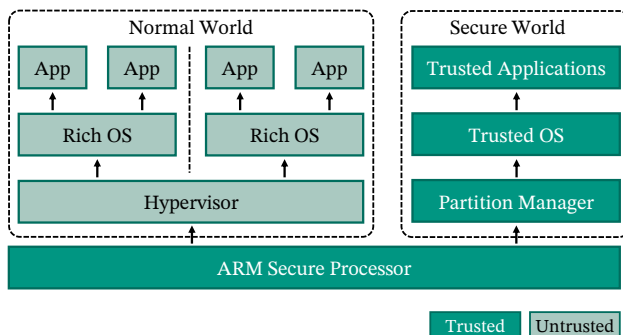 Normal World
Secure World
App
App
App
App
Trusted Applications
Rich OS
Rich OS
Trusted OS
Hypervisor
Partition Manager
ARM Secure Processor
Trusted
Untrusted